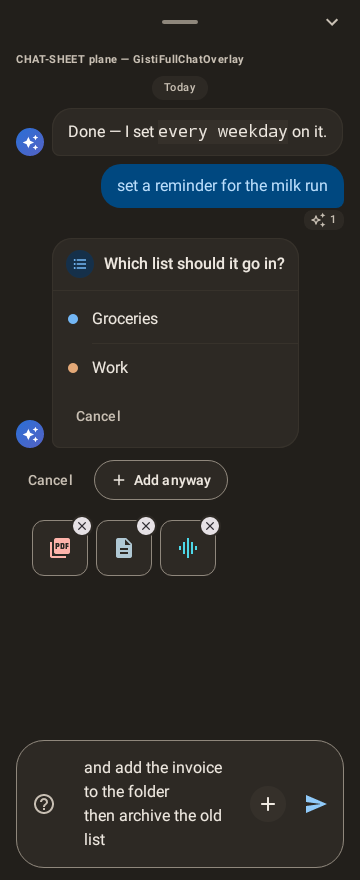 CHAT-SHEET plane — GistiFullChatOverlay
Today
Done — I set every weekday on it.
set a reminder for the milk run
1
Which list should it go in?
Groceries
Work
Cancel
Cancel
Add anyway
PDF
and add the invoice
to the folder
then archive the old
list